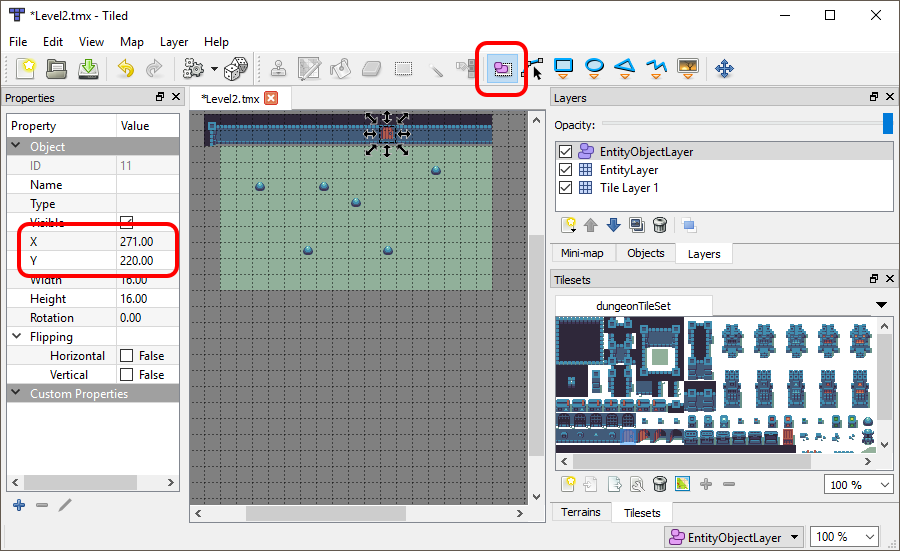 *Level2.tmx - Tiled
File Edit View Map Layer Help
Properties
*Level2.tmx
Layers
Property Value
Object
ID 11
Name
Type
Visible
X 271.00
Y 220.00
Width 16.00
Height 16.00
Rotation 0.00
Flipping
Horizontal False
Vertical False
Custom Properties
Opacity:
EntityObjectLayer
EntityLayer
Tile Layer 1
Mini-map Objects Layers
Tilesets
dungeonTileSet
100 %
Terrains Tilesets
EntityObjectLayer 100 %